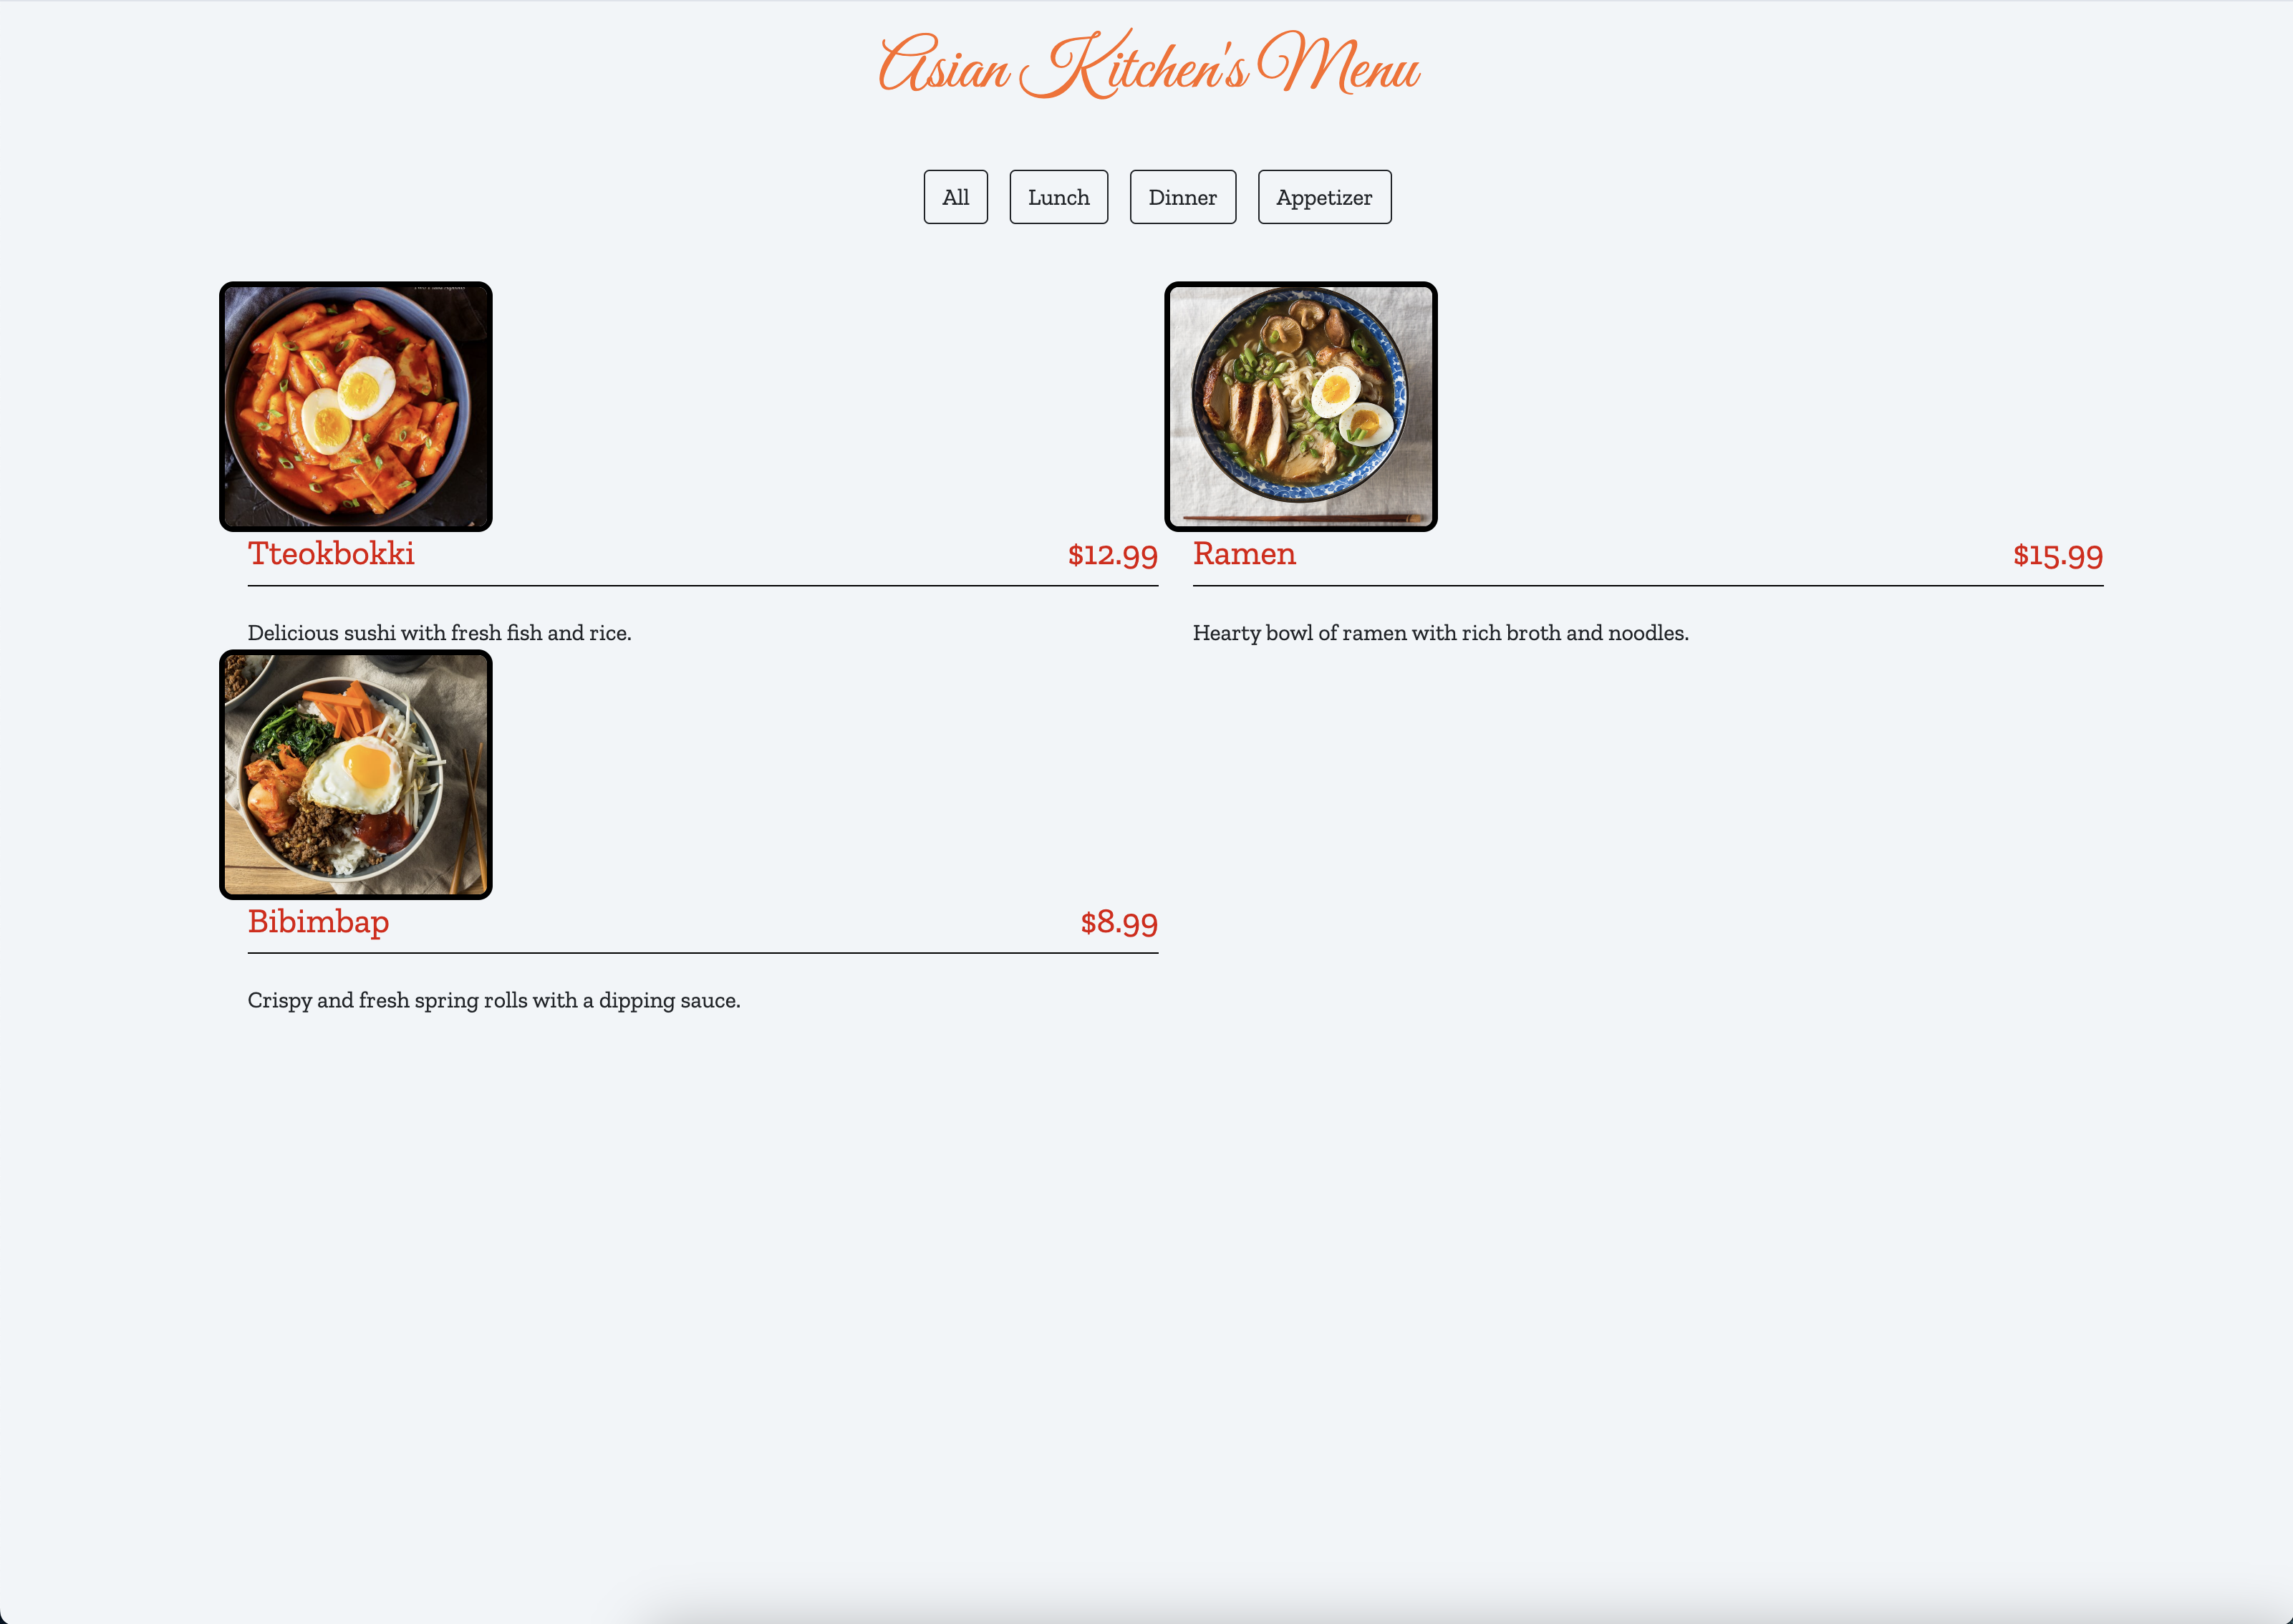 Asian Kitchen's Menu
All
Lunch
Dinner
Appetizer
Tteokbokki
$12.99
Delicious sushi with fresh fish and rice.
Ramen
$15.99
Hearty bowl of ramen with rich broth and noodles.
Bibimbap
$8.99
Crispy and fresh spring rolls with a dipping sauce.